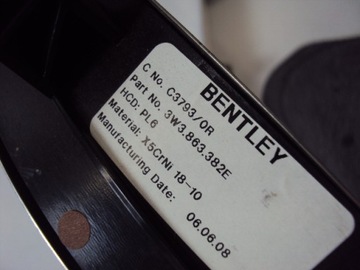 BENTLEY
C No. C3793/OR
Part No. 3W3.863.382E
HCD: PL6
Material: X5CrNi 18-10
Manufacturing Date: 06.06.08